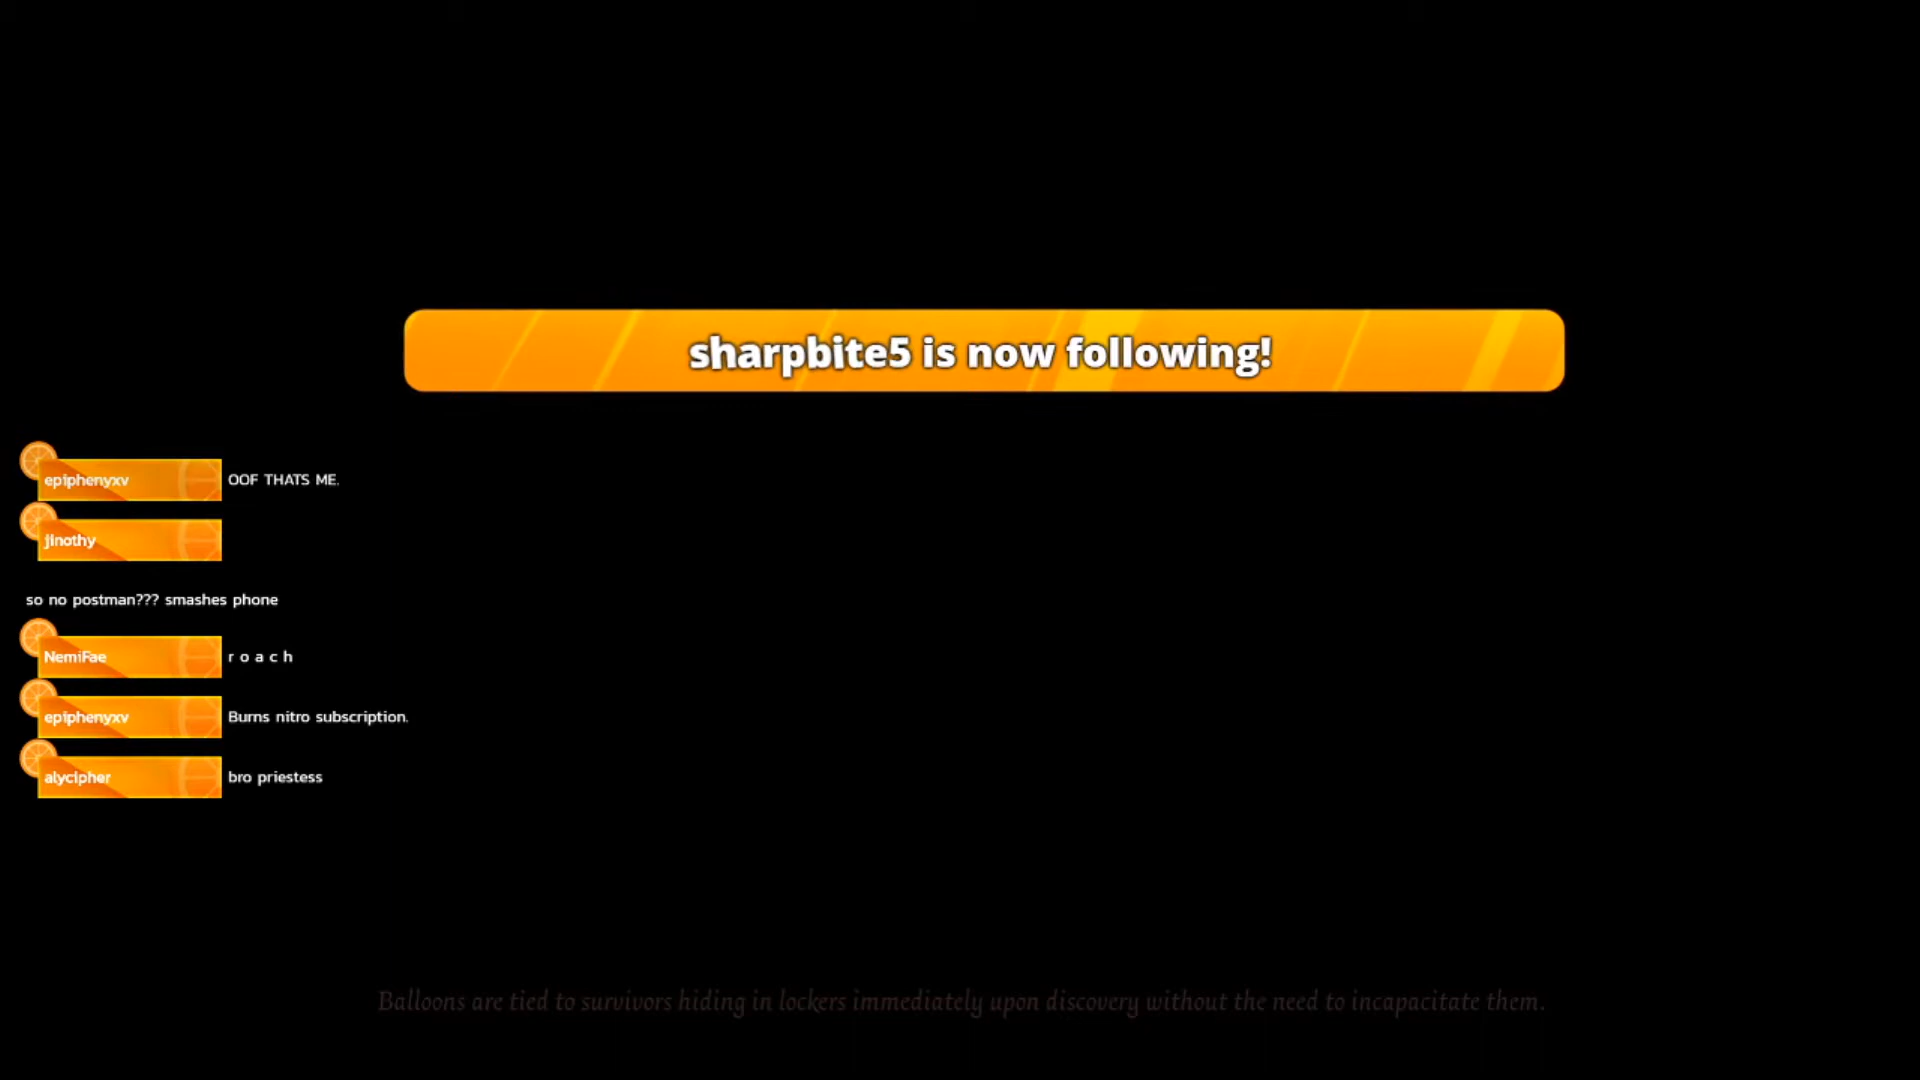 sharpbite5 is now following!
epiphenyxv OOF THATS ME.
jinothy
so no postman??? smashes phone
NemiFae r o a c h
epiphenyxv Burns nitro subscription.
alycipher bro priestess
Balloons are tied to survivors hiding in lockers immediately upon discovery without the need to incapacitate them.